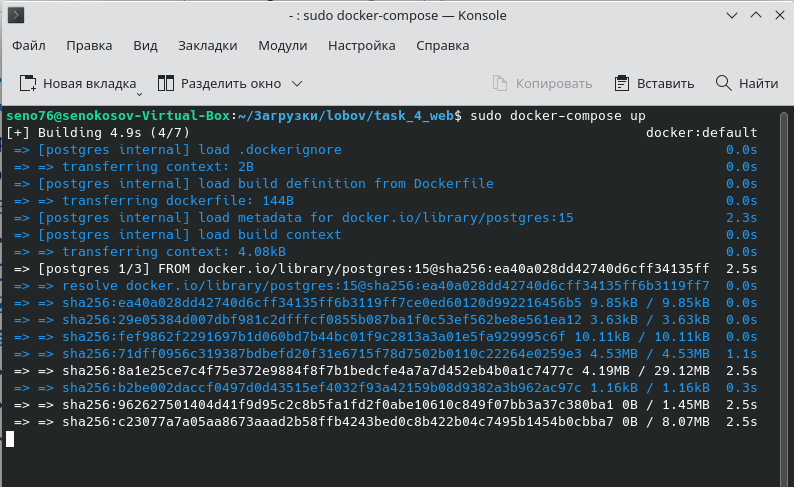 - : sudo docker-compose — Konsole
Файл Правка Вид Закладки Модули Настройка Справка
Новая вкладка Разделить окно Копировать Вставить Найти
seno76@senokosov-Virtual-Box:~/Загрузки/lobov/task_4_web$ sudo docker-compose up
[+] Building 4.9s (4/7) docker:default
=> [postgres internal] load .dockerignore 0.0s
=> => transferring context: 2B 0.0s
=> [postgres internal] load build definition from Dockerfile 0.0s
=> => transferring dockerfile: 144B 0.0s
=> [postgres internal] load metadata for docker.io/library/postgres:15 2.3s
=> [postgres internal] load build context 0.0s
=> => transferring context: 4.08kB 0.0s
=> [postgres 1/3] FROM docker.io/library/postgres:15@sha256:ea40a028dd42740d6cff34135ff 2.5s
=> => resolve docker.io/library/postgres:15@sha256:ea40a028dd42740d6cff34135ff6b3119ff7 0.0s
=> => sha256:ea40a028dd42740d6cff34135ff6b3119ff7ce0ed60120d992216456b5 9.85kB / 9.85kB 0.0s
=> => sha256:29e05384d007dbf981c2dfffcf0855b087ba1f0c53ef562be8e561ea12 3.63kB / 3.63kB 0.0s
=> => sha256:fef9862f2291697b1d060bd7b44bc01f9c2813a3a01e5fa929995c6f 10.11kB / 10.11kB 0.0s
=> => sha256:71dff0956c319387bdbefd20f31e6715f78d7502b0110c22264e0259e3 4.53MB / 4.53MB 1.1s
=> => sha256:8a1e25ce7c4f75e372e9884f8f7b1bedcfe4a7a7d452eb4b0a1c7477c 4.19MB / 29.12MB 2.5s
=> => sha256:b2be002daccf0497d0d43515ef4032f93a42159b08d9382a3b962ac97c 1.16kB / 1.16kB 0.3s
=> => sha256:962627501404d41f9d95c2c8b5fa1fd2f0abe10610c849f07bb3a37c380ba1 0B / 1.45MB 2.5s
=> => sha256:c23077a7a05aa8673aaad2b58ffb4243bed0c8b422b04c7495b1454b0cbba7 0B / 8.07MB 2.5s